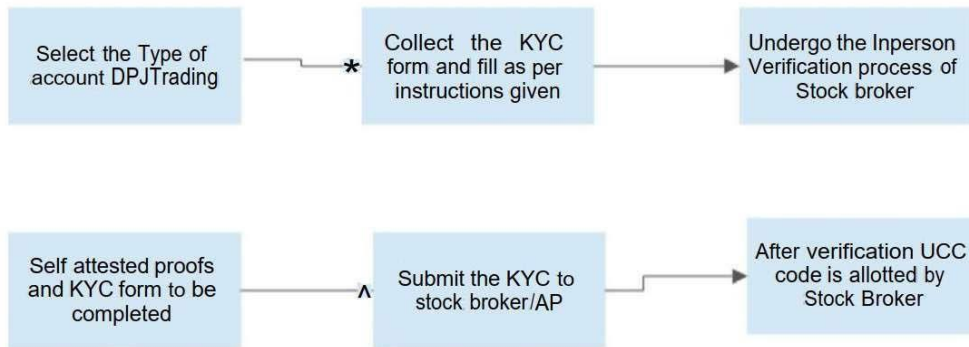 Select the Type of
account DPJTrading
*
Collect the KYC
form and fill as per
instructions given
Undergo the Inperson
Verification process of
Stock broker
Self attested proofs
and KYC form to be
completed
^
Submit the KYC to
stock broker/AP
After verification UCC
code is allotted by
Stock Broker